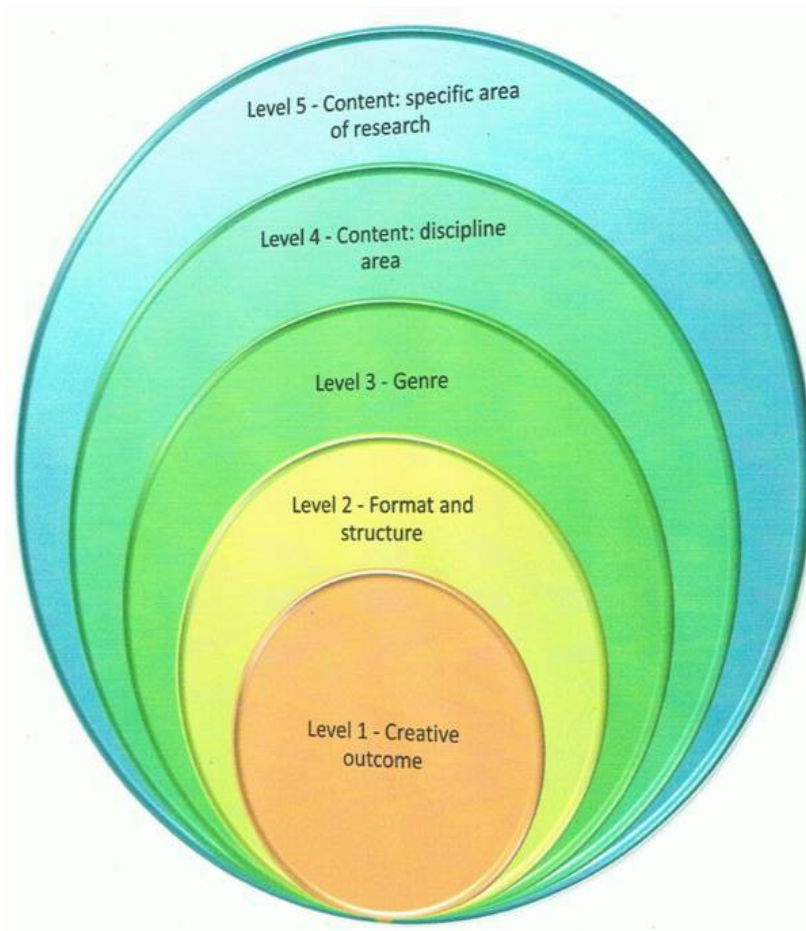 Level 5 - Content: specific area
of research
Level 4 - Content: discipline
area
Level 3 - Genre
Level 2 - Format and
structure
Level 1 - Creative
outcome